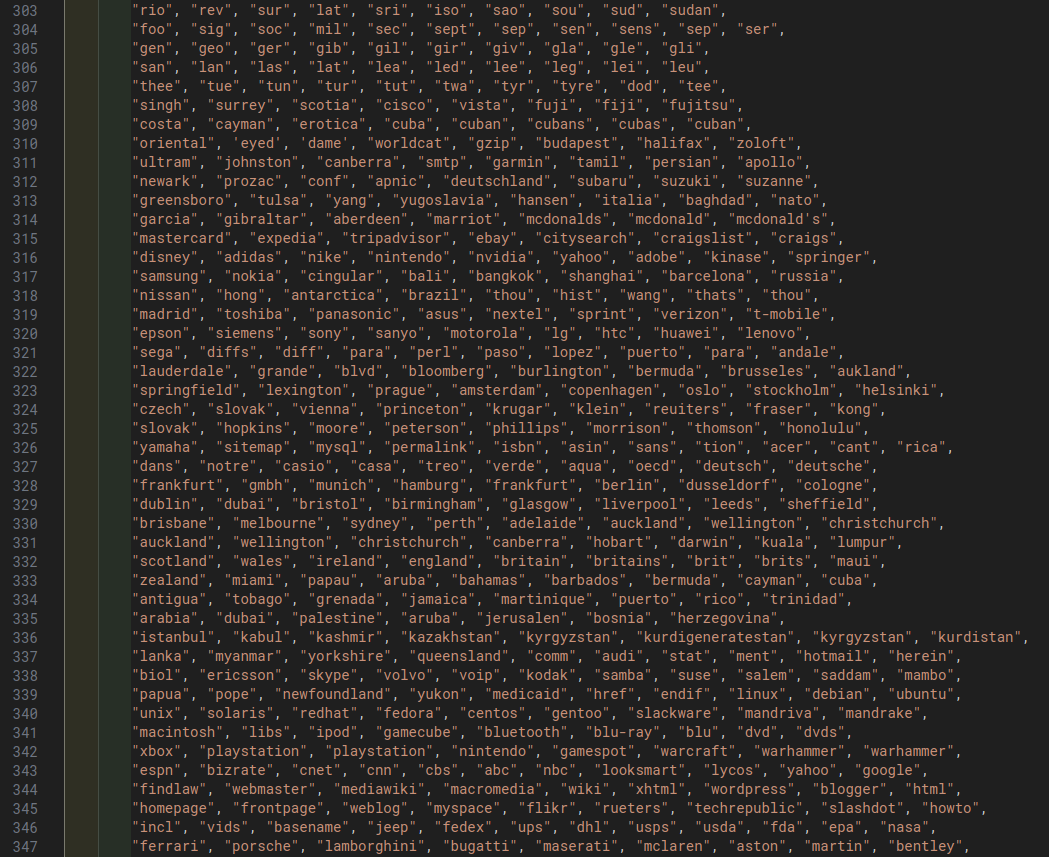 303 "rio", "rev", "sur", "lat", "sri", "iso", "sao", "sou", "sud", "sudan",
304 "foo", "sig", "soc", "mil", "sec", "sept", "sep", "sen", "sens", "sep", "ser",
305 "gen", "geo", "ger", "gib", "gil", "gir", "giv", "gla", "gle", "gli",
306 "san", "lan", "las", "lat", "lea", "led", "lee", "leg", "lei", "leu",
307 "thee", "tue", "tun", "tur", "tut", "twa", "tyr", "tyre", "dod", "tee",
308 "singh", "surrey", "scotia", "cisco", "vista", "fuji", "fiji", "fujitsu",
309 "costa", "cayman", "erotica", "cuba", "cuban", "cubans", "cubas", "cuban",
310 "oriental", 'eyed', 'dame', "worldcat", "gzip", "budapest", "halifax", "zoloft",
311 "ultram", "johnston", "canberra", "smtp", "garmin", "tamil", "persian", "apollo",
312 "newark", "prozac", "conf", "apnic", "deutschland", "subaru", "suzuki", "suzanne",
313 "greensboro", "tulsa", "yang", "yugoslavia", "hansen", "italia", "baghdad", "nato",
314 "garcia", "gibraltar", "aberdeen", "marriot", "mcdonalds", "mcdonald", "mcdonald's",
315 "mastercard", "expedia", "tripadvisor", "ebay", "citysearch", "craigslist", "craigs",
316 "disney", "adidas", "nike", "nintendo", "nvidia", "yahoo", "adobe", "kinase", "springer",
317 "samsung", "nokia", "cingular", "bali", "bangkok", "shanghai", "barcelona", "russia",
318 "nissan", "hong", "antarctica", "brazil", "thou", "hist", "wang", "thats", "thou",
319 "madrid", "toshiba", "panasonic", "asus", "nextel", "sprint", "verizon", "t-mobile",
320 "epson", "siemens", "sony", "sanyo", "motorola", "lg", "htc", "huawei", "lenovo",
321 "sega", "diffs", "diff", "para", "perl", "paso", "lopez", "puerto", "para", "andale",
322 "lauderdale", "grande", "blvd", "bloomberg", "burlington", "bermuda", "brusseles", "aukland",
323 "springfield", "lexington", "prague", "amsterdam", "copenhagen", "oslo", "stockholm", "helsinki",
324 "czech", "slovak", "vienna", "princeton", "krugar", "klein", "reuiters", "fraser", "kong",
325 "slovak", "hopkins", "moore", "peterson", "phillips", "morrison", "thomson", "honolulu",
326 "yamaha", "sitemap", "mysql", "permalink", "isbn", "asin", "sans", "tion", "acer", "cant", "rica",
327 "dans", "notre", "casio", "casa", "treo", "verde", "aqua", "oecd", "deutsch", "deutsche",
328 "frankfurt", "gmbh", "munich", "hamburg", "frankfurt", "berlin", "dusseldorf", "cologne",
329 "dublin", "dubai", "bristol", "birmingham", "glasgow", "liverpool", "leeds", "sheffield",
330 "brisbane", "melbourne", "sydney", "perth", "adelaide", "auckland", "wellington", "christchurch",
331 "auckland", "wellington", "christchurch", "canberra", "hobart", "darwin", "kuala", "lumpur",
332 "scotland", "wales", "ireland", "england", "britain", "britains", "brit", "brits", "maui",
333 "zealand", "miami", "papau", "aruba", "bahamas", "barbados", "bermuda", "cayman", "cuba",
334 "antigua", "tobago", "grenada", "jamaica", "martinique", "puerto", "rico", "trinidad",
335 "arabia", "dubai", "palestine", "aruba", "jerusalen", "bosnia", "herzegovina",
336 "istanbul", "kabul", "kashmir", "kazakhstan", "kyrgyzstan", "kurdigeneratestan", "kyrgyzstan", "kurdistan",
337 "lanka", "myanmar", "yorkshire", "queensland", "comm", "audi", "stat", "ment", "hotmail", "herein",
338 "biol", "ericsson", "skype", "volvo", "voip", "kodak", "samba", "suse", "salem", "saddam", "mambo",
339 "papua", "pope", "newfoundland", "yukon", "medicaid", "href", "endif", "linux", "debian", "ubuntu",
340 "unix", "solaris", "redhat", "fedora", "centos", "gentoo", "slackware", "mandriva", "mandrake",
341 "macintosh", "libs", "ipod", "gamecube", "bluetooth", "blu-ray", "blu", "dvd", "dvds",
342 "xbox", "playstation", "playstation", "nintendo", "gamespot", "warcraft", "warhammer", "warhammer",
343 "espn", "bizrate", "cnet", "cnn", "cbs", "abc", "nbc", "looksmart", "lycos", "yahoo", "google",
344 "findlaw", "webmaster", "mediawiki", "macromedia", "wiki", "xhtml", "wordpress", "blogger", "html",
345 "homepage", "frontpage", "weblog", "myspace", "flikr", "rueters", "techrepublic", "slashdot", "howto",
346 "incl", "vids", "basename", "jeep", "fedex", "ups", "dhl", "usps", "usda", "fda", "epa", "nasa",
347 "ferrari", "porsche", "lamborghini", "bugatti", "maserati", "mclaren", "aston", "martin", "bentley",